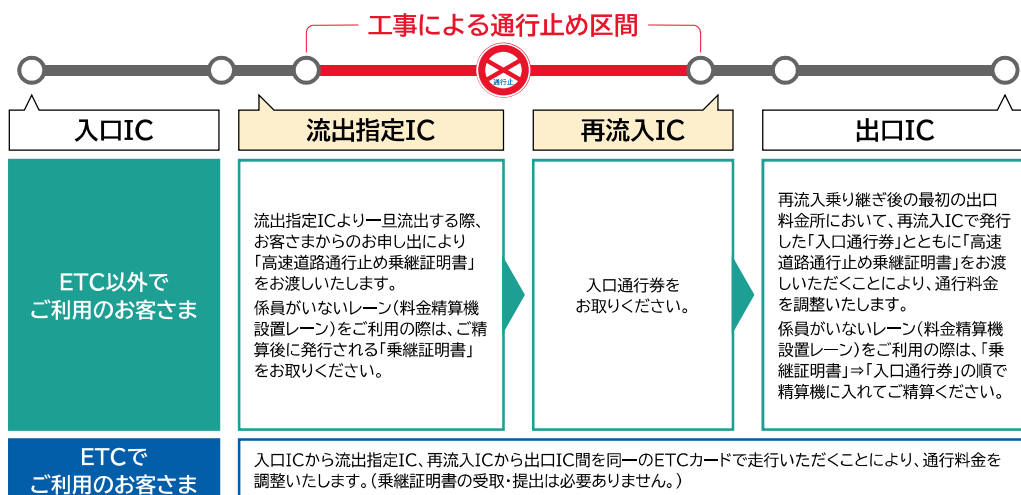 工事による通行止め区間
通行止
入口IC
流出指定IC
再流入IC
出口IC
ETC以外で
ご利用のお客さま
流出指定ICより一旦流出する際、
お客さまからのお申し出により
「高速道路通行止め乗継証明書」
をお渡しいたします。
係員がいないレーン(料金精算機
設置レーン)をご利用の際は、ご精
算後に発行される「乗継証明書」
をお取りください。
入口通行券を
お取りください。
再流入乗り継ぎ後の最初の出口
料金所において、再流入ICで発行
した「入口通行券」とともに「高速
道路通行止め乗継証明書」をお渡
しいただくことにより、通行料金
を調整いたします。
係員がいないレーン(料金精算機
設置レーン)をご利用の際は、「乗
継証明書」⇒「入口通行券」の順で
精算機に入れてご精算ください。
ETCで
ご利用のお客さま
入口ICから流出指定IC、再流入ICから出口IC間を同一のETCカードで走行いただくことにより、通行料金を
調整いたします。(乗継証明書の受取・提出は必要ありません。)